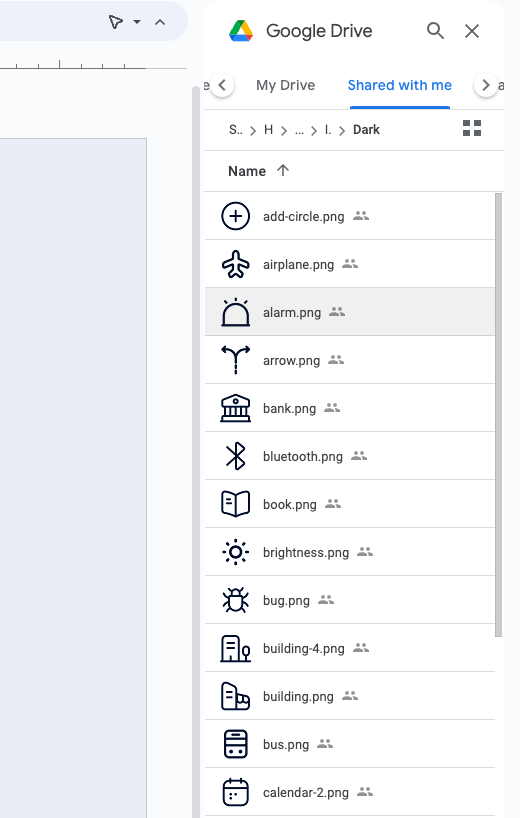 Google Drive
My Drive
Shared with me
S..
H
...
I.
Dark
Name
add-circle.png
airplane.png
alarm.png
arrow.png
bank.png
bluetooth.png
book.png
brightness.png
bug.png
building-4.png
building.png
bus.png
calendar-2.png